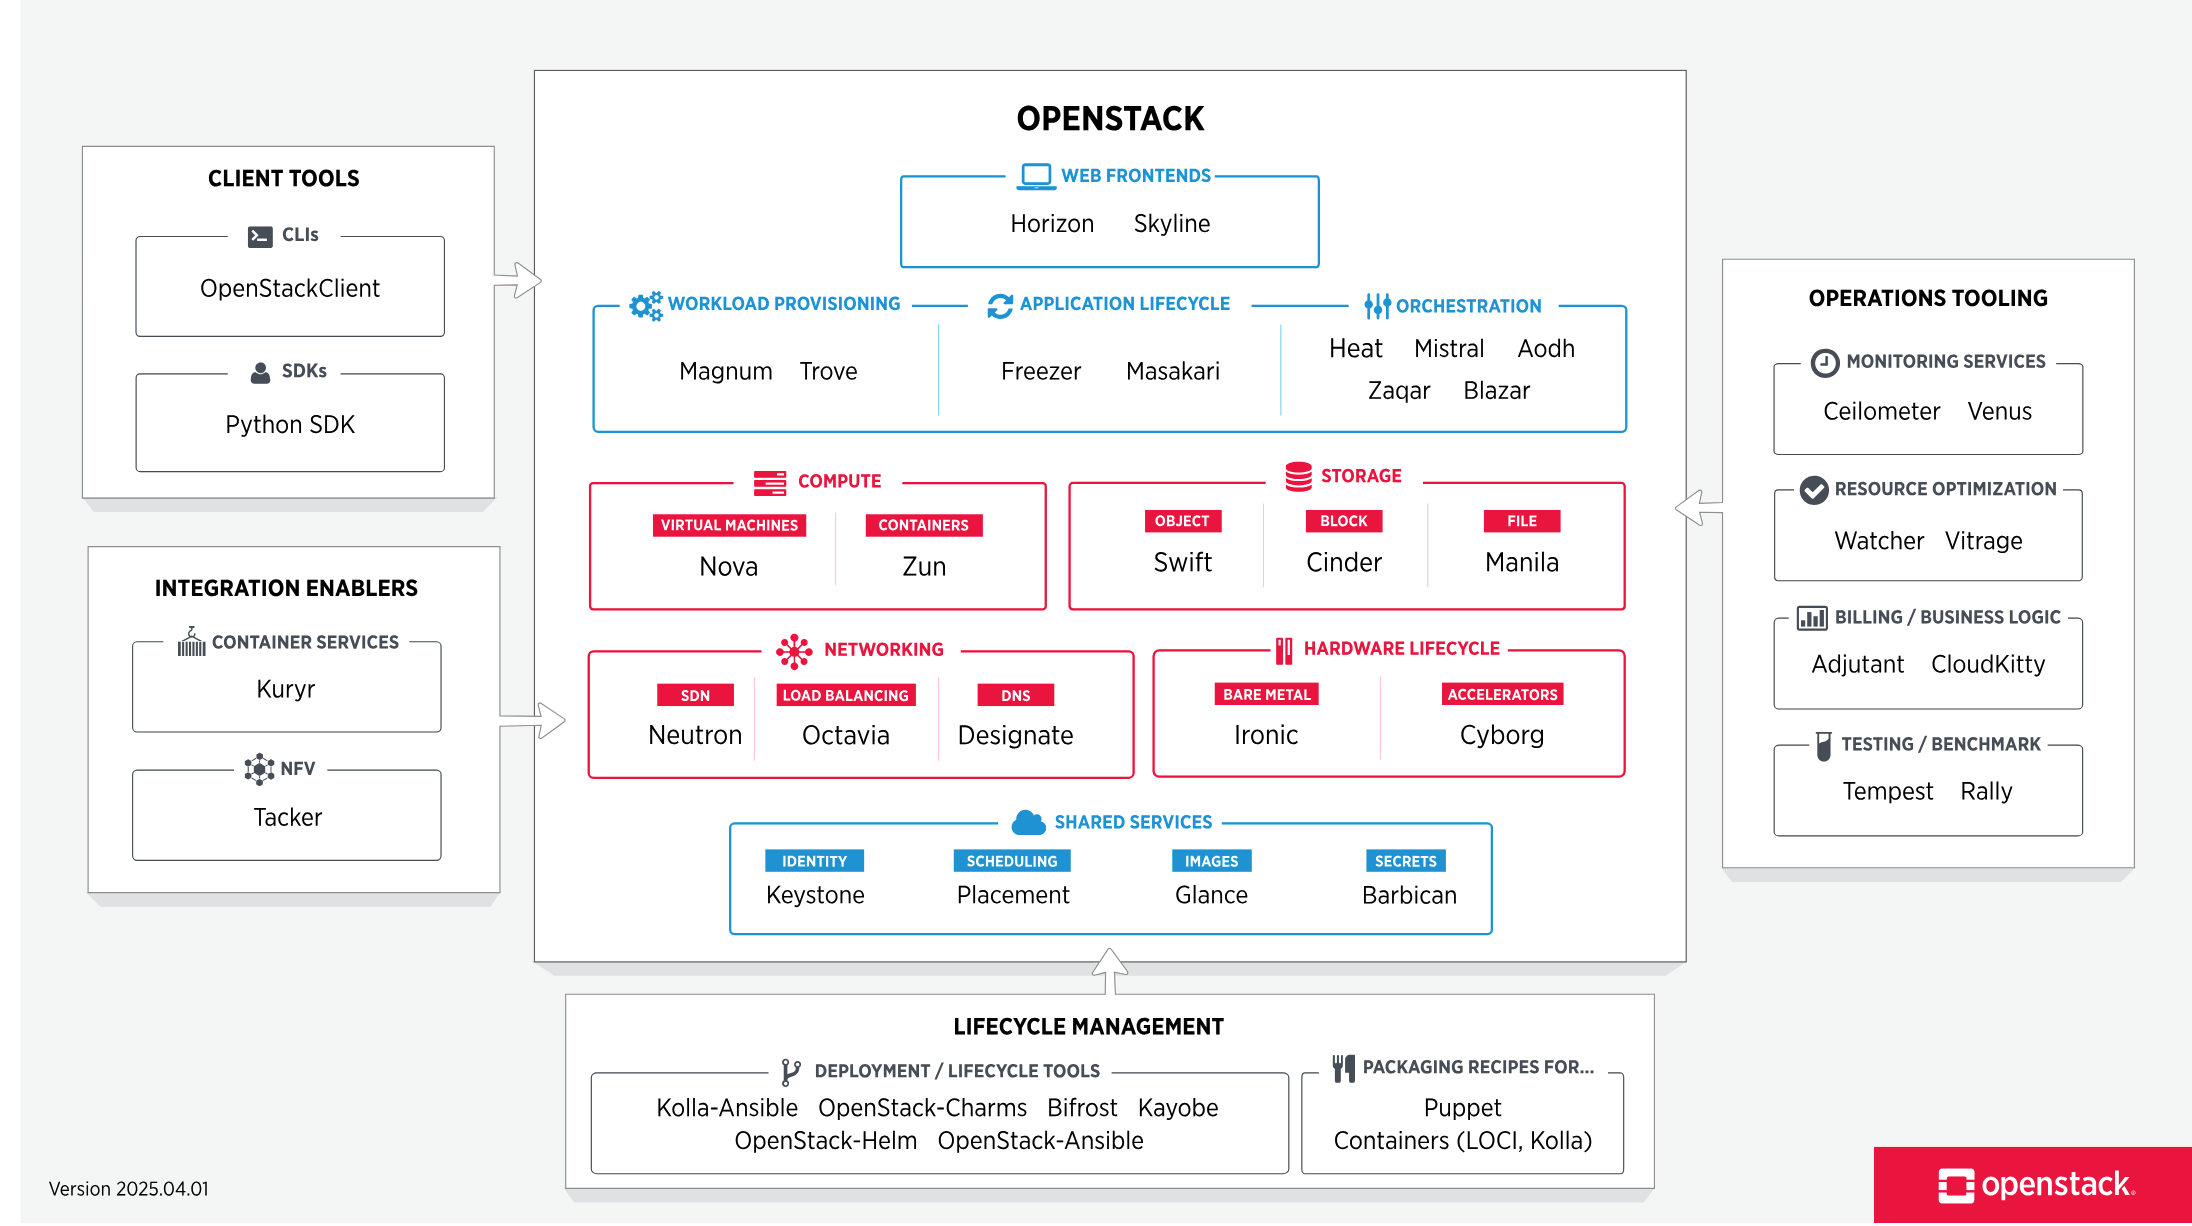 OPENSTACK
WEB FRONTENDS
Horizon Skyline
WORKLOAD PROVISIONING
Magnum Trove
APPLICATION LIFECYCLE
Freezer Masakari
ORCHESTRATION
Heat Mistral Aodh
Zaqar Blazar
COMPUTE
VIRTUAL MACHINES
Nova
CONTAINERS
Zun
STORAGE
OBJECT
Swift
BLOCK
Cinder
FILE
Manila
NETWORKING
SDN
Neutron
LOAD BALANCING
Octavia
DNS
Designate
HARDWARE LIFECYCLE
BARE METAL
Ironic
ACCELERATORS
Cyborg
SHARED SERVICES
IDENTITY
Keystone
SCHEDULING
Placement
IMAGES
Glance
SECRETS
Barbican
CLIENT TOOLS
CLIs
OpenStackClient
SDKs
Python SDK
INTEGRATION ENABLERS
CONTAINER SERVICES
Kuryr
NFV
Tacker
OPERATIONS TOOLING
MONITORING SERVICES
Ceilometer Venus
RESOURCE OPTIMIZATION
Watcher Vitrage
BILLING / BUSINESS LOGIC
Adjutant CloudKitty
TESTING / BENCHMARK
Tempest Rally
LIFECYCLE MANAGEMENT
DEPLOYMENT / LIFECYCLE TOOLS
Kolla-Ansible OpenStack-Charms Bifrost Kayobe
OpenStack-Helm OpenStack-Ansible
PACKAGING RECIPES FOR...
Puppet
Containers (LOCI, Kolla)
Version 2025.04.01
openstack.